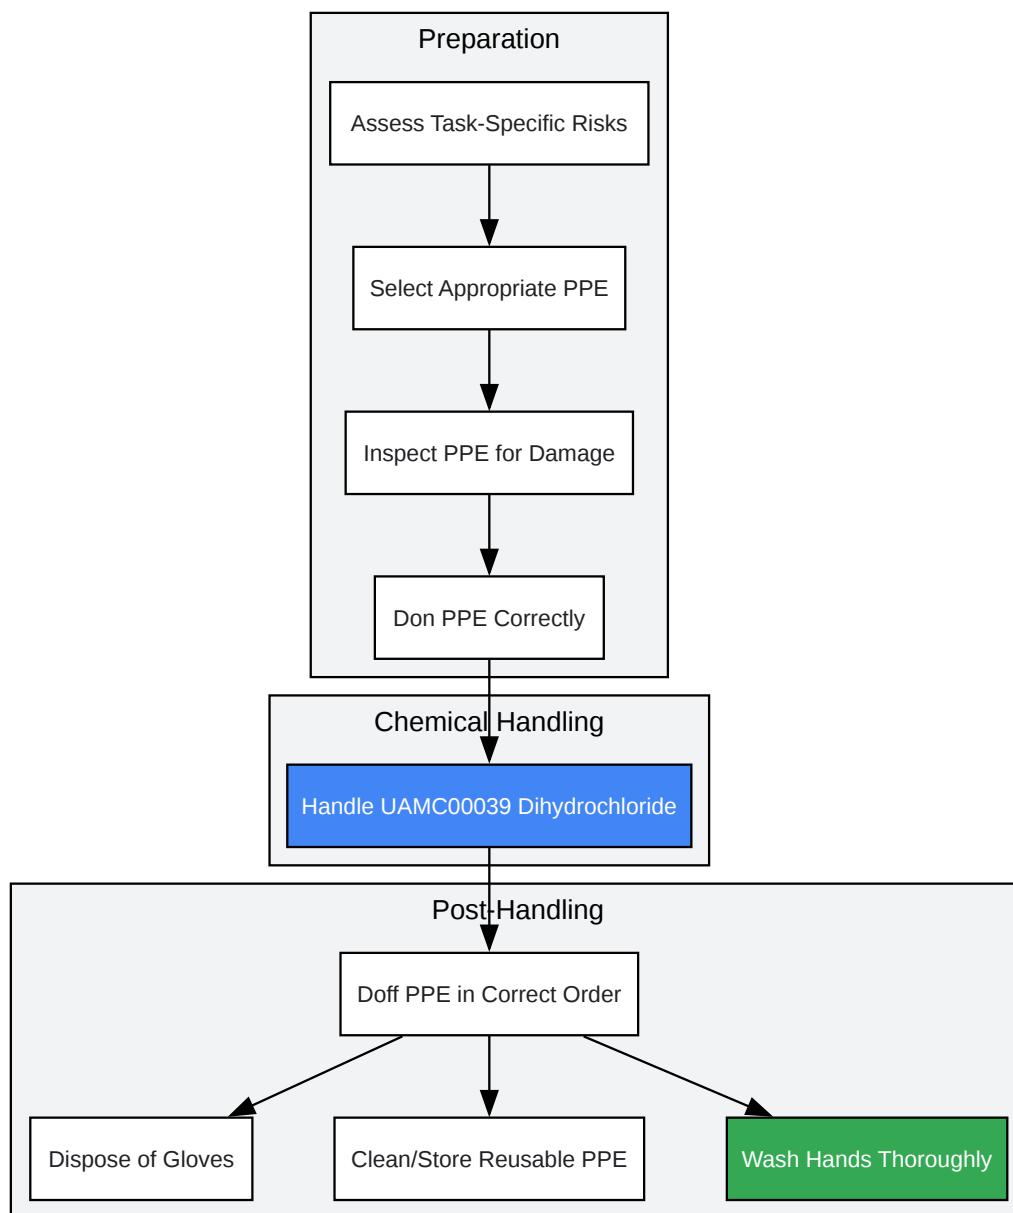 Preparation
Assess Task-Specific Risks
Select Appropriate PPE
Inspect PPE for Damage
Don PPE Correctly
Chemical Handling
Handle UAMC00039 Dihydrochloride
Post-Handling
Doff PPE in Correct Order
Dispose of Gloves
Clean/Store Reusable PPE
Wash Hands Thoroughly